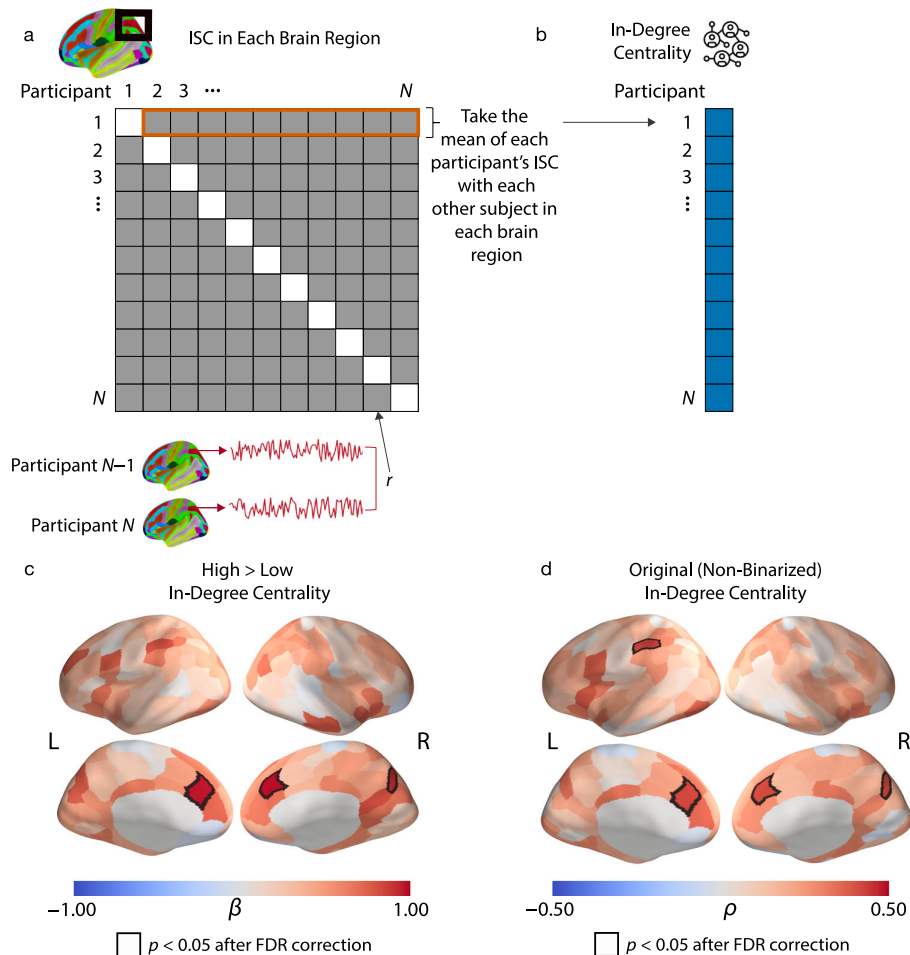 a
ISC in Each Brain Region
b
In-Degree
Centrality
Participant 1 2 3 ••• N
Participant
1
2
3
⋮
N
Take the
mean of each
participant's ISC
with each
other subject in
each brain
region
1
2
3
⋮
N
Participant N−1
r
Participant N
c
High > Low
In-Degree Centrality
d
Original (Non-Binarized)
In-Degree Centrality
L
R
L
R
−1.00
β
1.00
p < 0.05 after FDR correction
−0.50
ρ
0.50
p < 0.05 after FDR correction